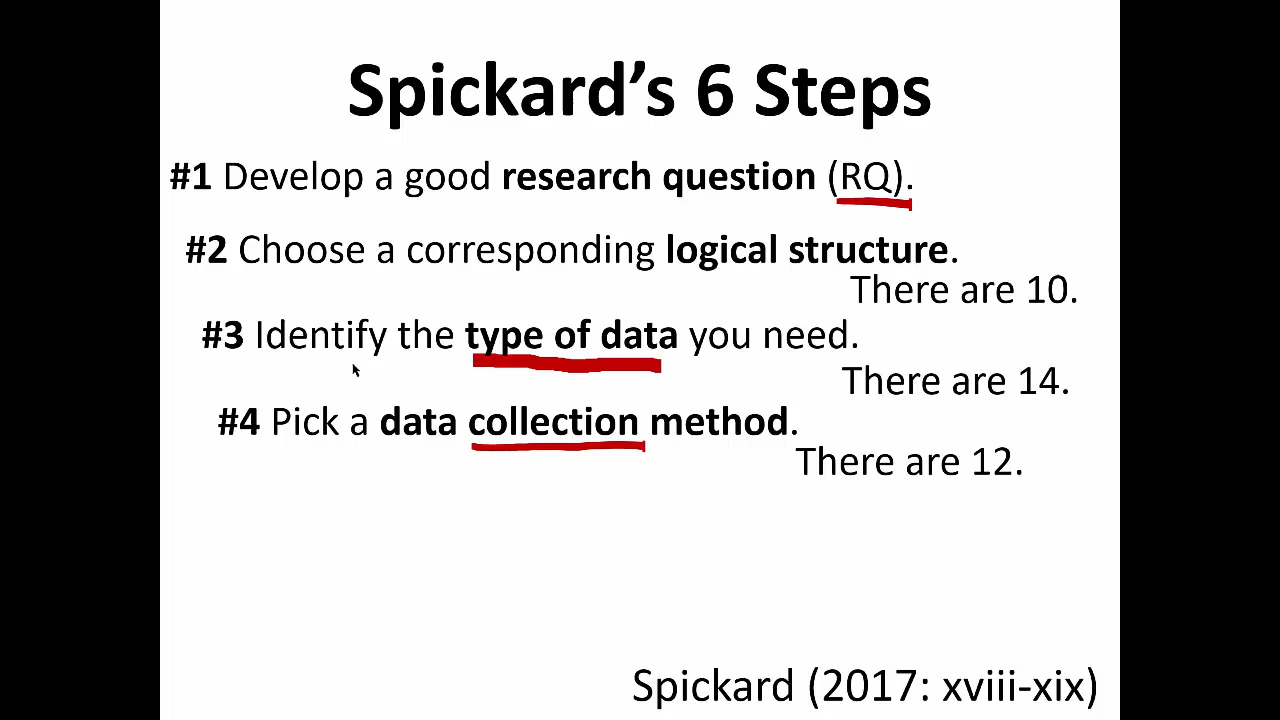 Spickard’s 6 Steps
#1 Develop a good research question (RQ).
#2 Choose a corresponding logical structure.
There are 10.
#3 Identify the type of data you need.
There are 14.
#4 Pick a data collection method.
There are 12.
Spickard (2017: xviii-xix)